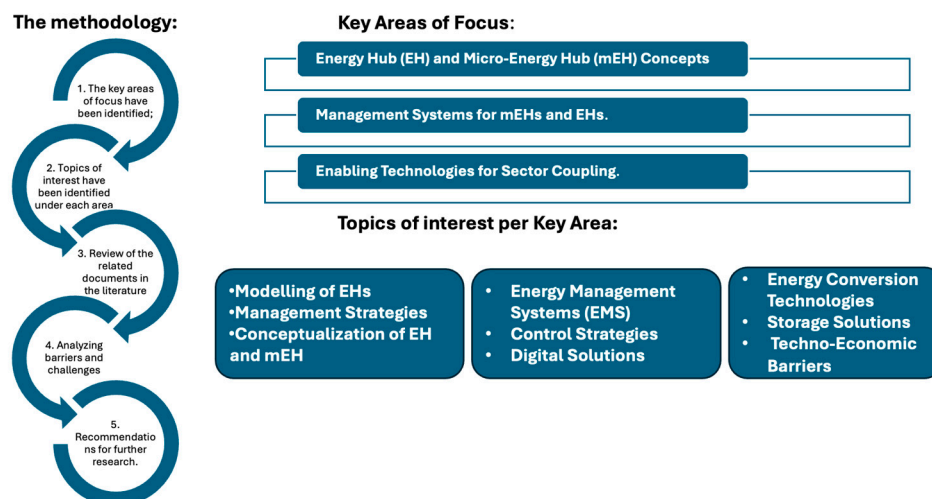 The methodology:
1. The key areas
of focus have
been identified;
2. Topics of
interest have
been identified
under each area
3. Review of the
related
documents in
the literature
4. Analyzing
barriers and
challenges
5.
Recommendatio
ns for further
research.
Key Areas of Focus:
Energy Hub (EH) and Micro-Energy Hub (mEH) Concepts
Management Systems for mEHs and EHs.
Enabling Technologies for Sector Coupling.
Topics of interest per Key Area:
•Modelling of EHs
•Management Strategies
•Conceptualization of EH
and mEH
• Energy Management
Systems (EMS)
• Control Strategies
• Digital Solutions
• Energy Conversion
Technologies
• Storage Solutions
• Techno-Economic
Barriers